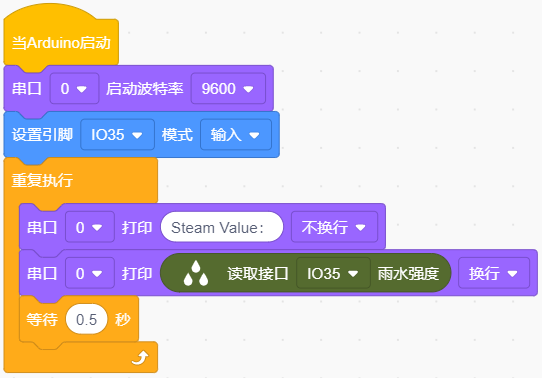 当Arduino启动
串口 0 启动波特率 9600
设置引脚 IO35 模式 输入
重复执行
串口 0 打印 Steam Value： 不换行
串口 0 打印 读取接口 IO35 雨水强度 换行
等待 0.5 秒